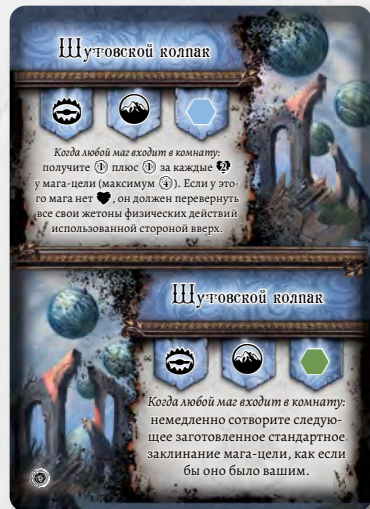 Шутовской колпак
Когда любой маг входит в комнату:
получите 1 плюс 1 за каждые 2
у мага-цели (максимум 4). Если у это-
го мага нет , он должен перевернуть
все свои жетоны физических действий
использованной стороной вверх.
Шутовской колпак
Когда любой маг входит в комнату:
немедленно сотворите следую-
щее заготовленное стандартное
заклинание мага-цели, как если
бы оно было вашим.